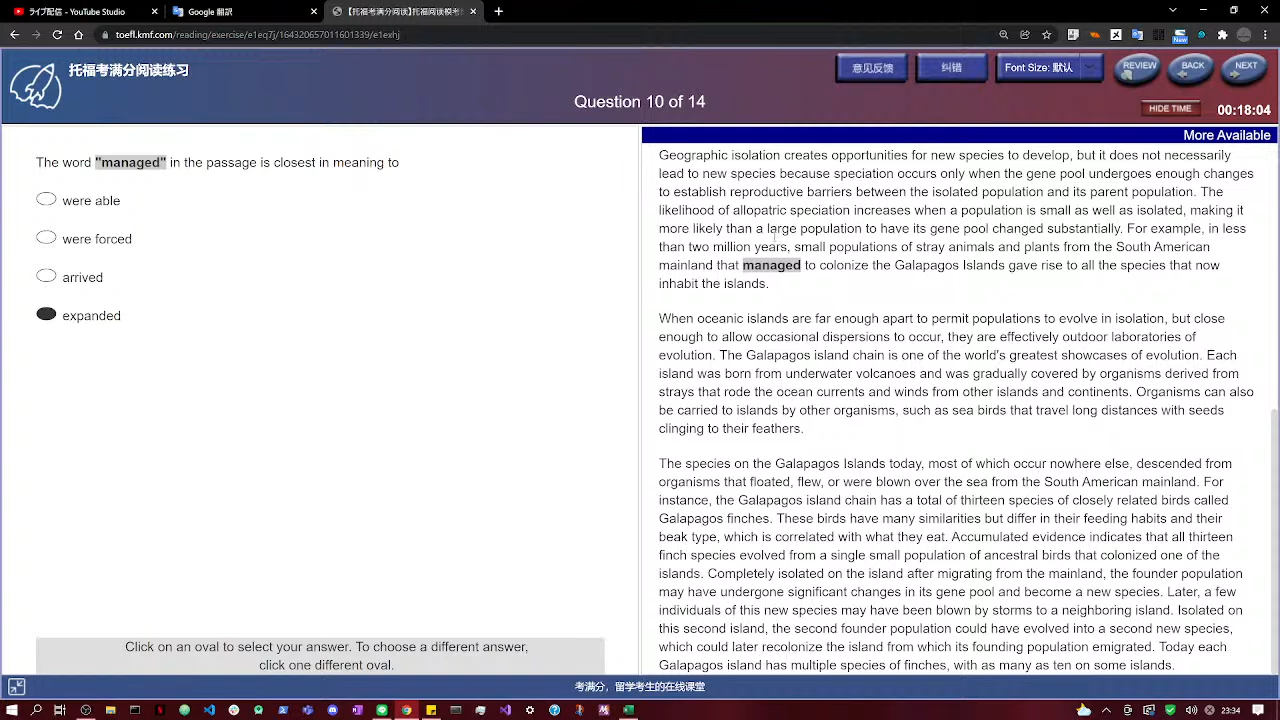 ライブ配信 - YouTube Studio
Google 翻訳
toefl.kmf.com/reading/exercise/e1eq7j/164320657011601339/e1exhj
托福考满分阅读练习
意见反馈
纠错
Font Size: 默认
REVIEW
BACK
NEXT
Question 10 of 14
HIDE TIME
00:18:04
More Available
The word "managed" in the passage is closest in meaning to
were able
were forced
arrived
expanded
Click on an oval to select your answer. To choose a different answer,
click one different oval.
Geographic isolation creates opportunities for new species to develop, but it does not necessarily
lead to new species because speciation occurs only when the gene pool undergoes enough changes
to establish reproductive barriers between the isolated population and its parent population. The
likelihood of allopatric speciation increases when a population is small as well as isolated, making it
more likely than a large population to have its gene pool changed substantially. For example, in less
than two million years, small populations of stray animals and plants from the South American
mainland that managed to colonize the Galapagos Islands gave rise to all the species that now
inhabit the islands.
When oceanic islands are far enough apart to permit populations to evolve in isolation, but close
enough to allow occasional dispersions to occur, they are effectively outdoor laboratories of
evolution. The Galapagos island chain is one of the world's greatest showcases of evolution. Each
island was born from underwater volcanoes and was gradually covered by organisms derived from
strays that rode the ocean currents and winds from other islands and continents. Organisms can also
be carried to islands by other organisms, such as sea birds that travel long distances with seeds
clinging to their feathers.
The species on the Galapagos Islands today, most of which occur nowhere else, descended from
organisms that floated, flew, or were blown over the sea from the South American mainland. For
instance, the Galapagos island chain has a total of thirteen species of closely related birds called
Galapagos finches. These birds have many similarities but differ in their feeding habits and their
beak type, which is correlated with what they eat. Accumulated evidence indicates that all thirteen
finch species evolved from a single small population of ancestral birds that colonized one of the
islands. Completely isolated on the island after migrating from the mainland, the founder population
may have undergone significant changes in its gene pool and become a new species. Later, a few
individuals of this new species may have been blown by storms to a neighboring island. Isolated on
this second island, the second founder population could have evolved into a second new species,
which could later recolonize the island from which its founding population emigrated. Today each
Galapagos island has multiple species of finches, with as many as ten on some islands.
考满分，留学考生的在线课堂
23:34